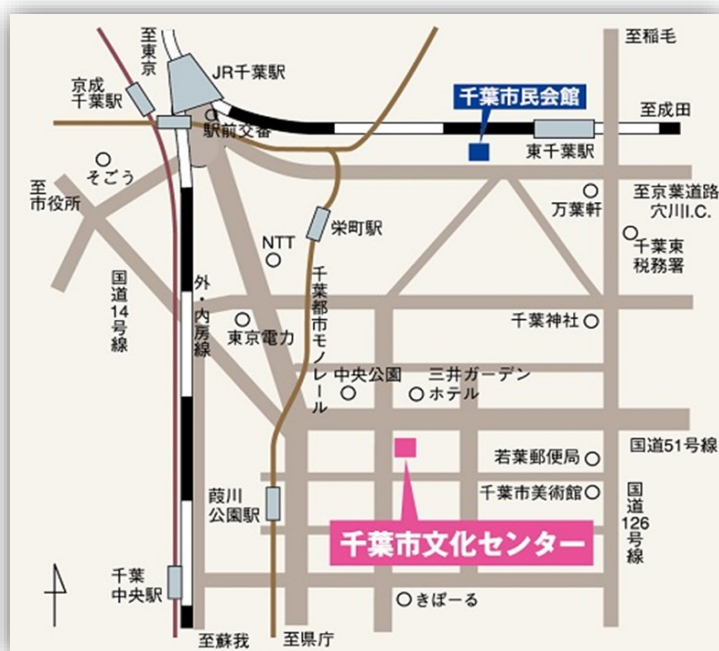 至東京
至稲毛
京成
千葉駅
JR千葉駅
千葉市民会館
至成田
駅前交番
東千葉駅
そごう
至
市役所
万葉軒
至京葉道路
穴川I.C.
栄町駅
NTT
千葉東
税務署
国道14号線
外・内房線
千葉都市モノレール
東京電力
千葉神社
中央公園
三井ガーデン
ホテル
国道51号線
若葉郵便局
葭川
公園駅
千葉市美術館
国道126号線
千葉市文化センター
千葉
中央駅
きぼーる
至蘇我
至県庁